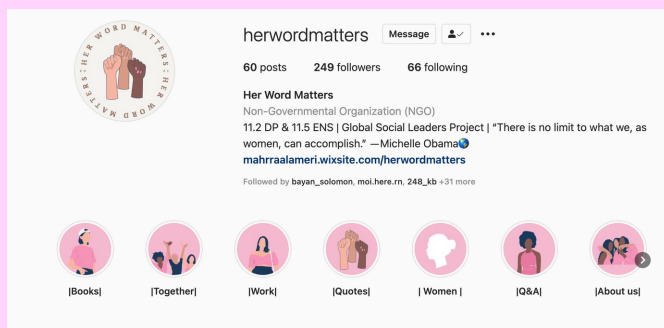 HER WORD MATTERS : HER WORD MATTERS :
herwordmatters Message •••
60 posts 249 followers 66 following
Her Word Matters
Non-Governmental Organization (NGO)
11.2 DP & 11.5 ENS | Global Social Leaders Project | "There is no limit to what we, as
women, can accomplish." —Michelle Obama🌎
mahrraalameri.wixsite.com/herwordmatters
Followed by bayan_solomon, moi.here.rn, 248_kb +31 more
|Books| |Together| |Work| |Quotes| | Women | |Q&A| |About us|